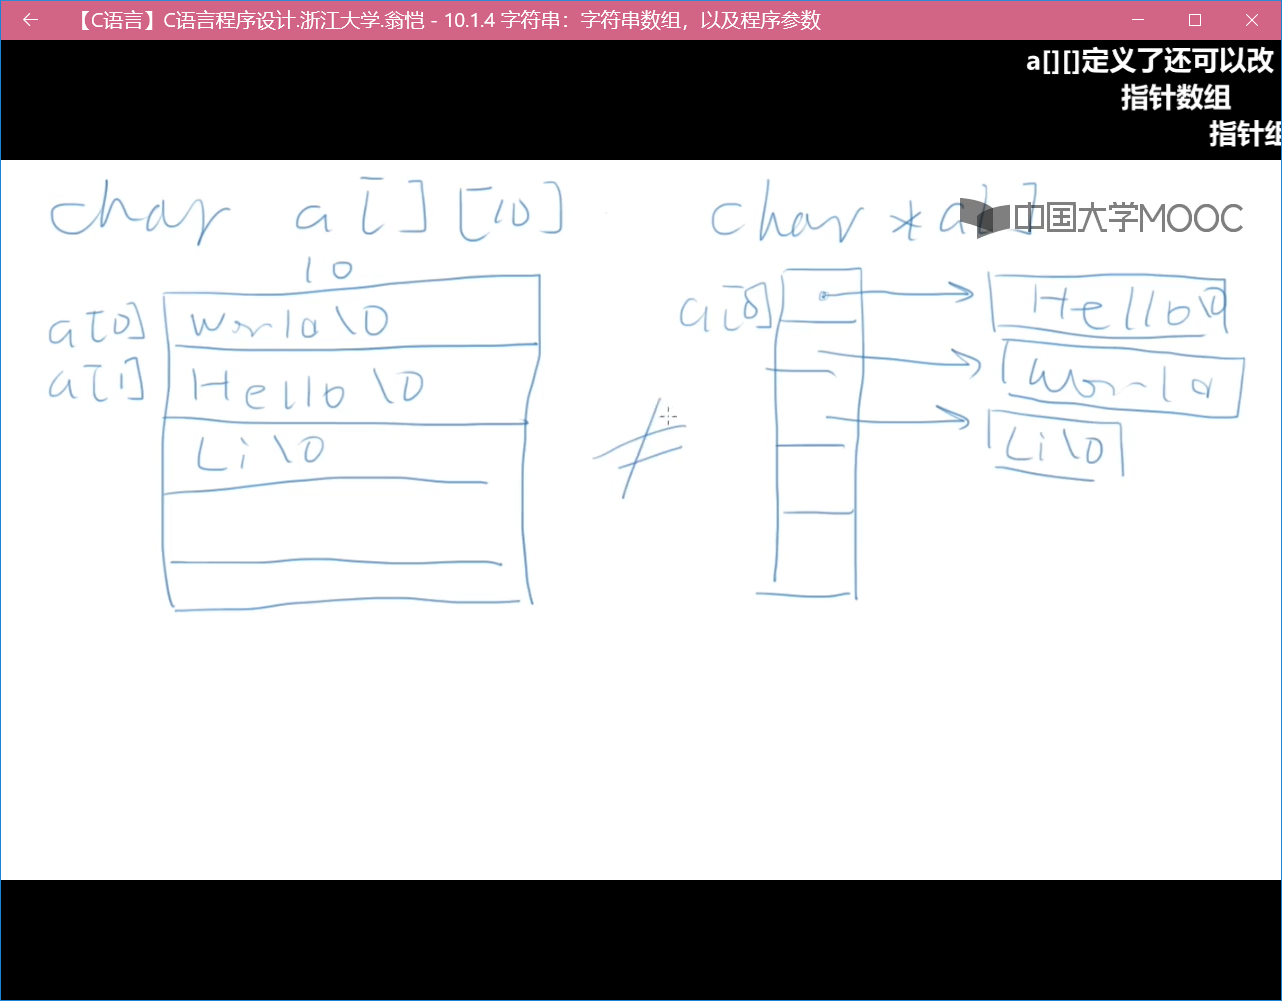 【C语言】C语言程序设计.浙江大学.翁恺 - 10.1.4 字符串：字符串数组，以及程序参数
a[][]定义了还可以改
指针数组
指针组
char a[][10]
char *a[]
中国大学MOOC
10
a[0] World\0
a[1] Hello\0
Li\0
≠
a[0] Hello\0
World
Li\0